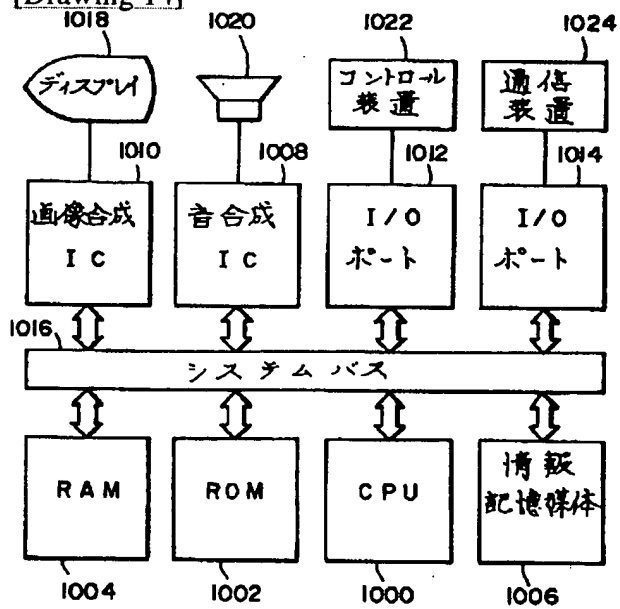 [Drawing 14]
1018
1020
1022
1024
ディスプレイ
コントロール
装置
通信
装置
1010
1008
1012
1014
画像合成
IC
音合成
IC
I/O
ポート
I/O
ポート
1016
システムバス
RAM
ROM
CPU
情報
記憶媒体
1004
1002
1000
1006